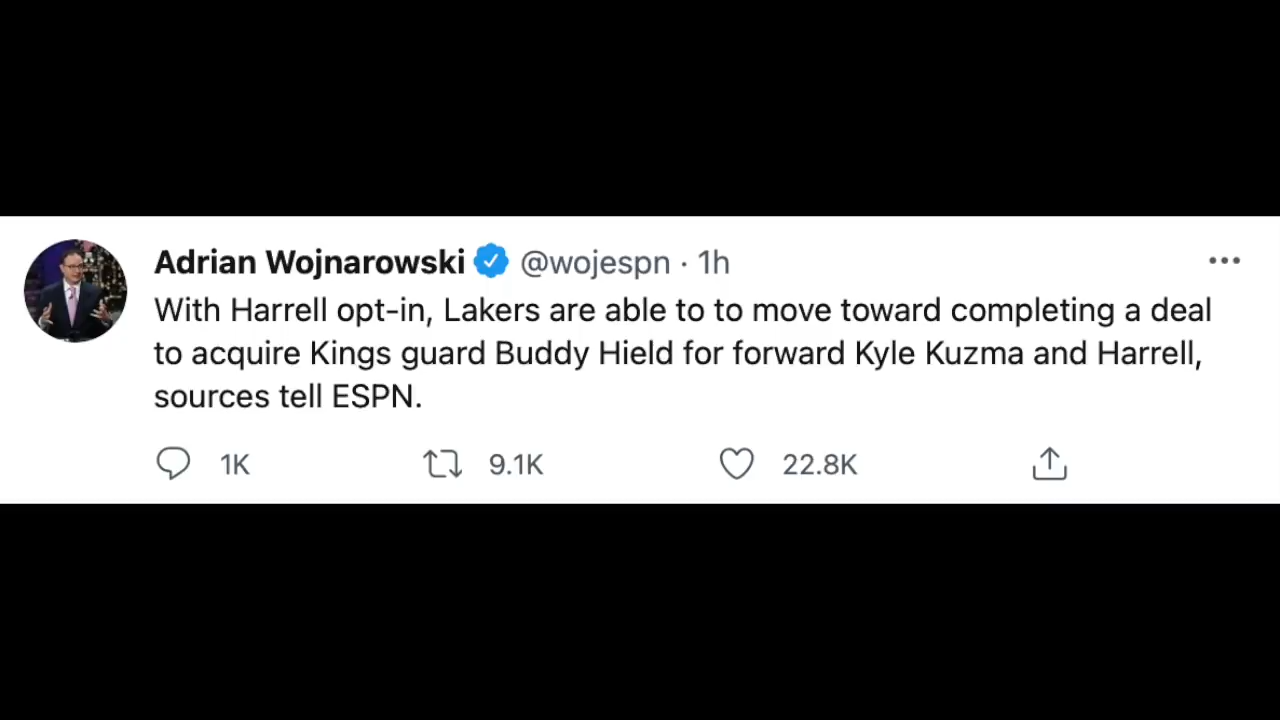 Adrian Wojnarowski @wojespn · 1h
With Harrell opt-in, Lakers are able to to move toward completing a deal
to acquire Kings guard Buddy Hield for forward Kyle Kuzma and Harrell,
sources tell ESPN.
1K 9.1K 22.8K